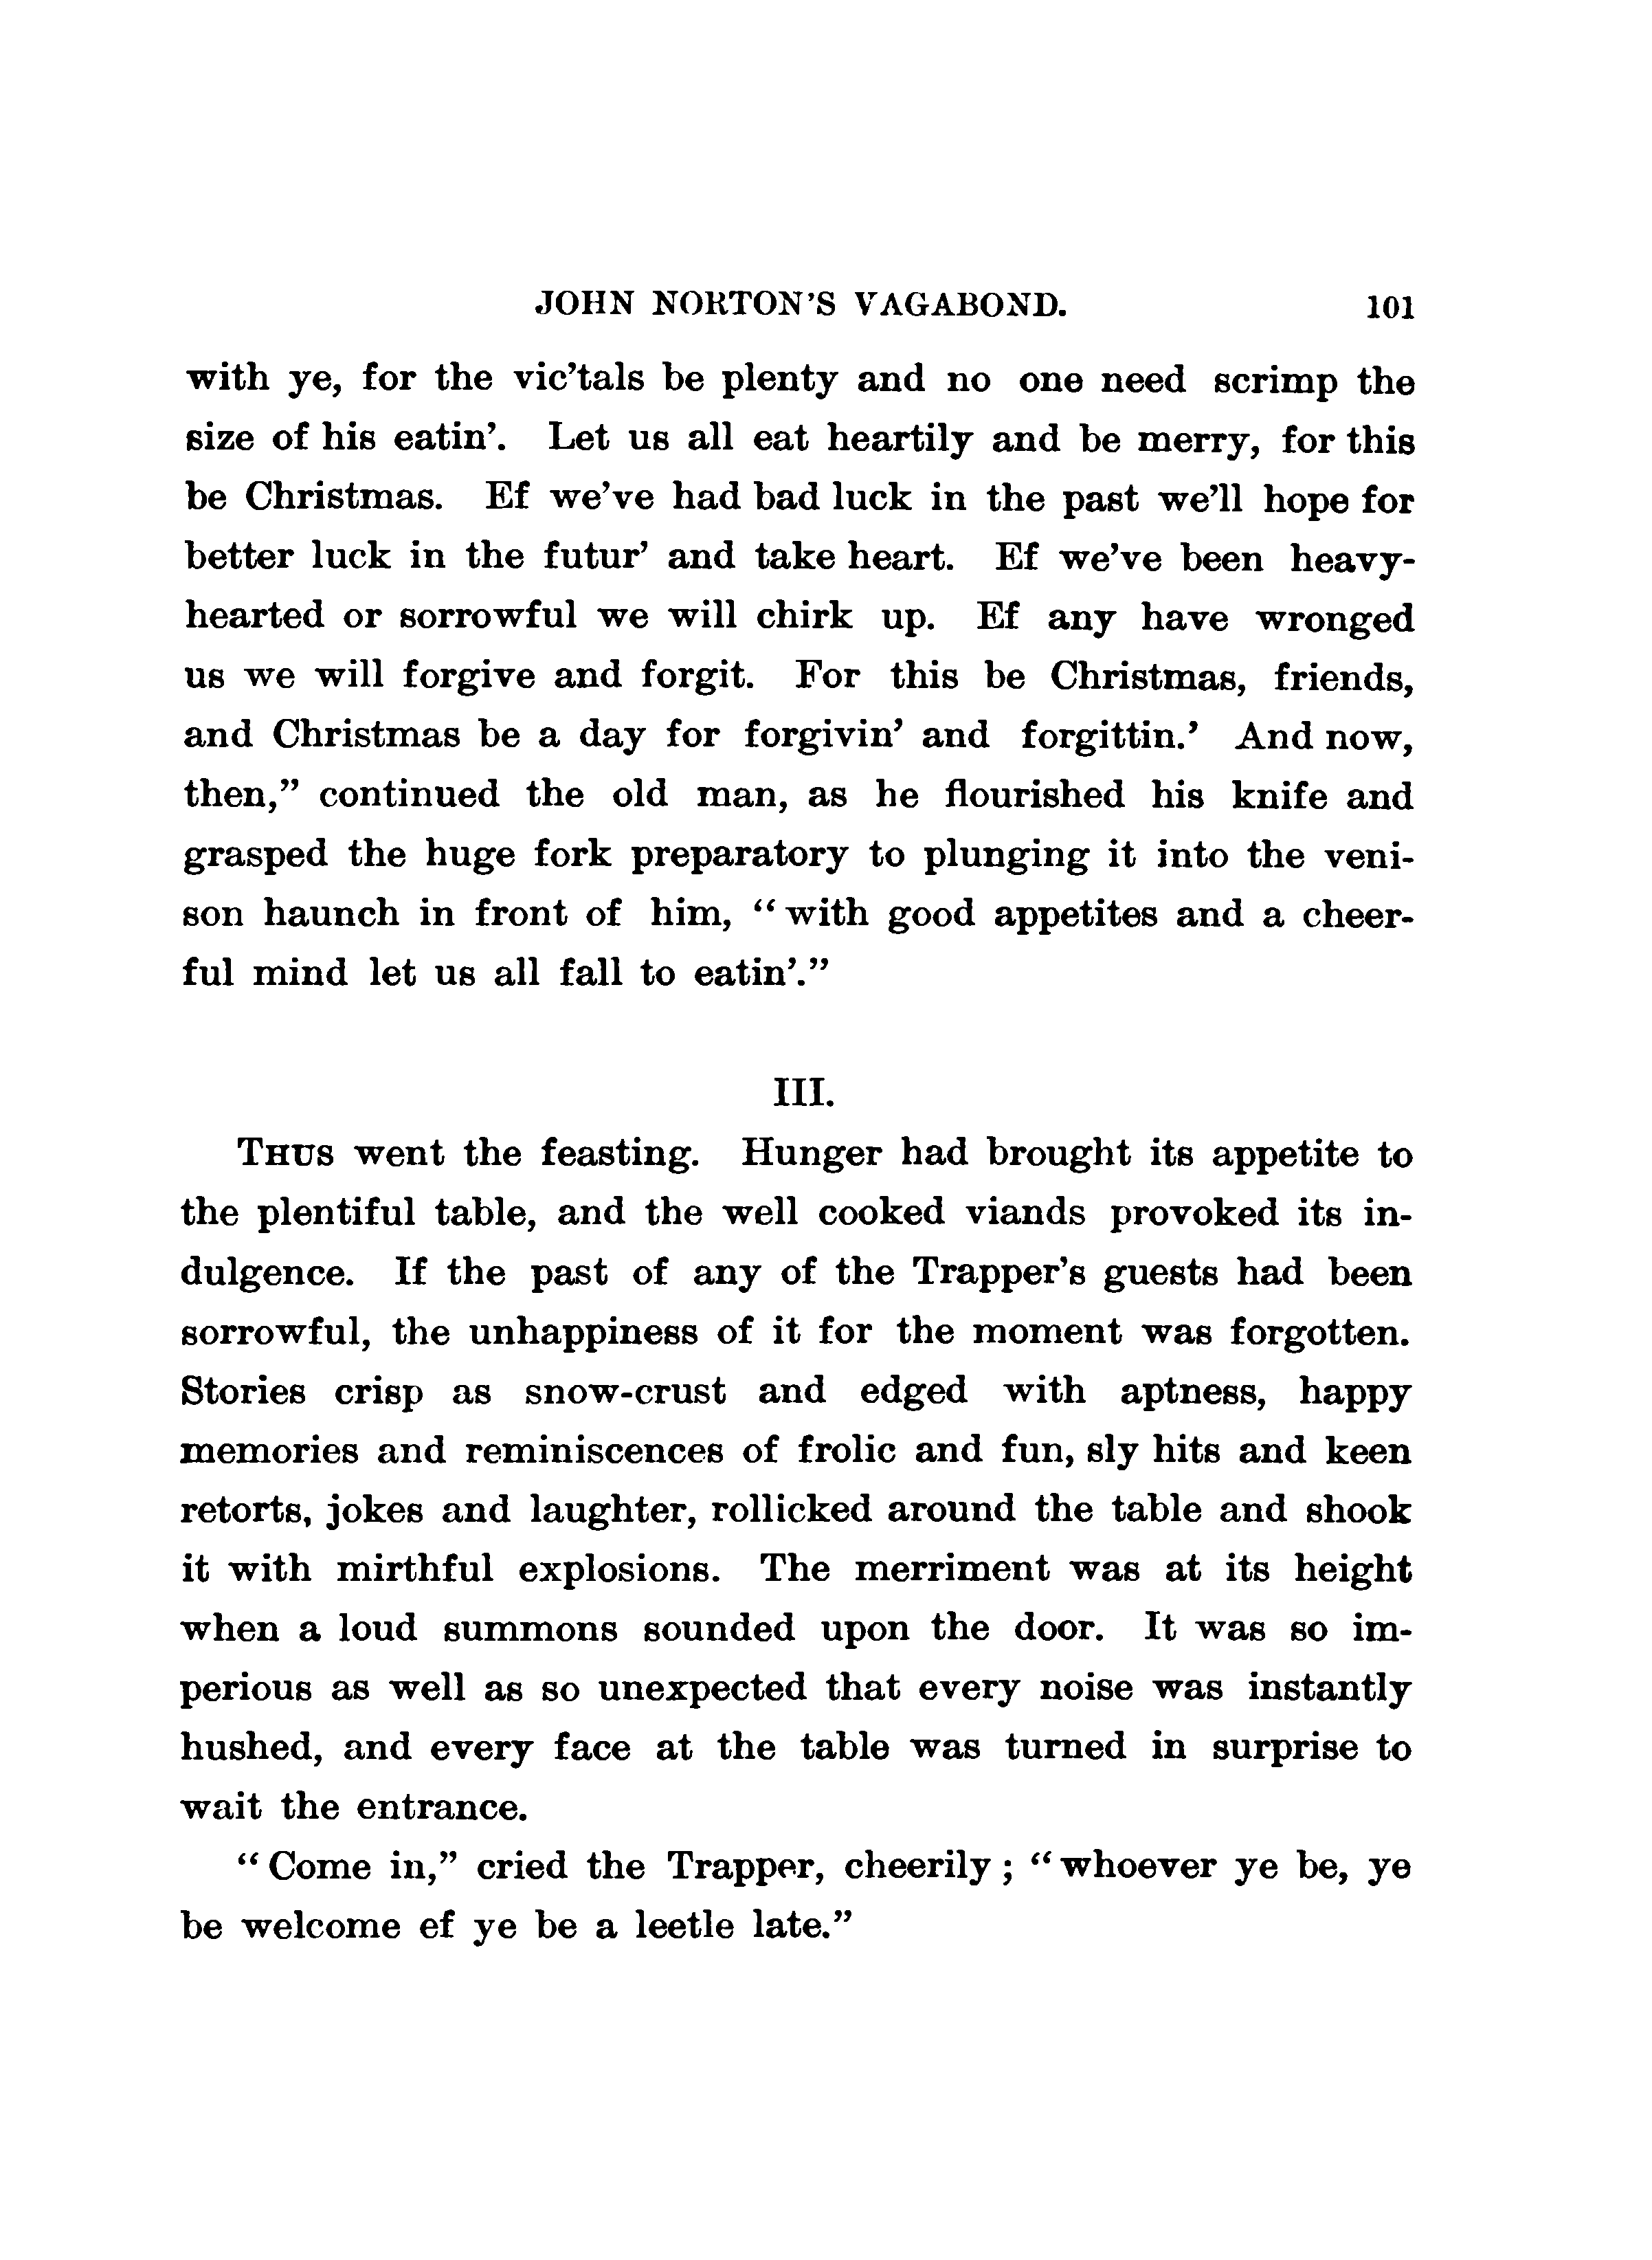 JOHN NORTON'S VAGABOND. 101
with ye, for the vic'tals be plenty and no one need scrimp the
size of his eatin'. Let us all eat heartily and be merry, for this
be Christmas. Ef we've had bad luck in the past we'll hope for
better luck in the futur' and take heart. Ef we've been heavy-
hearted or sorrowful we will chirk up. Ef any have wronged
us we will forgive and forgit. For this be Christmas, friends,
and Christmas be a day for forgivin' and forgittin.' And now,
then," continued the old man, as he flourished his knife and
grasped the huge fork preparatory to plunging it into the veni-
son haunch in front of him, "with good appetites and a cheer-
ful mind let us all fall to eatin'."
III.
THUS went the feasting. Hunger had brought its appetite to
the plentiful table, and the well cooked viands provoked its in-
dulgence. If the past of any of the Trapper's guests had been
sorrowful, the unhappiness of it for the moment was forgotten.
Stories crisp as snow-crust and edged with aptness, happy
memories and reminiscences of frolic and fun, sly hits and keen
retorts, jokes and laughter, rollicked around the table and shook
it with mirthful explosions. The merriment was at its height
when a loud summons sounded upon the door. It was so im-
perious as well as so unexpected that every noise was instantly
hushed, and every face at the table was turned in surprise to
wait the entrance.
"Come in," cried the Trapper, cheerily; "whoever ye be, ye
be welcome ef ye be a leetle late."